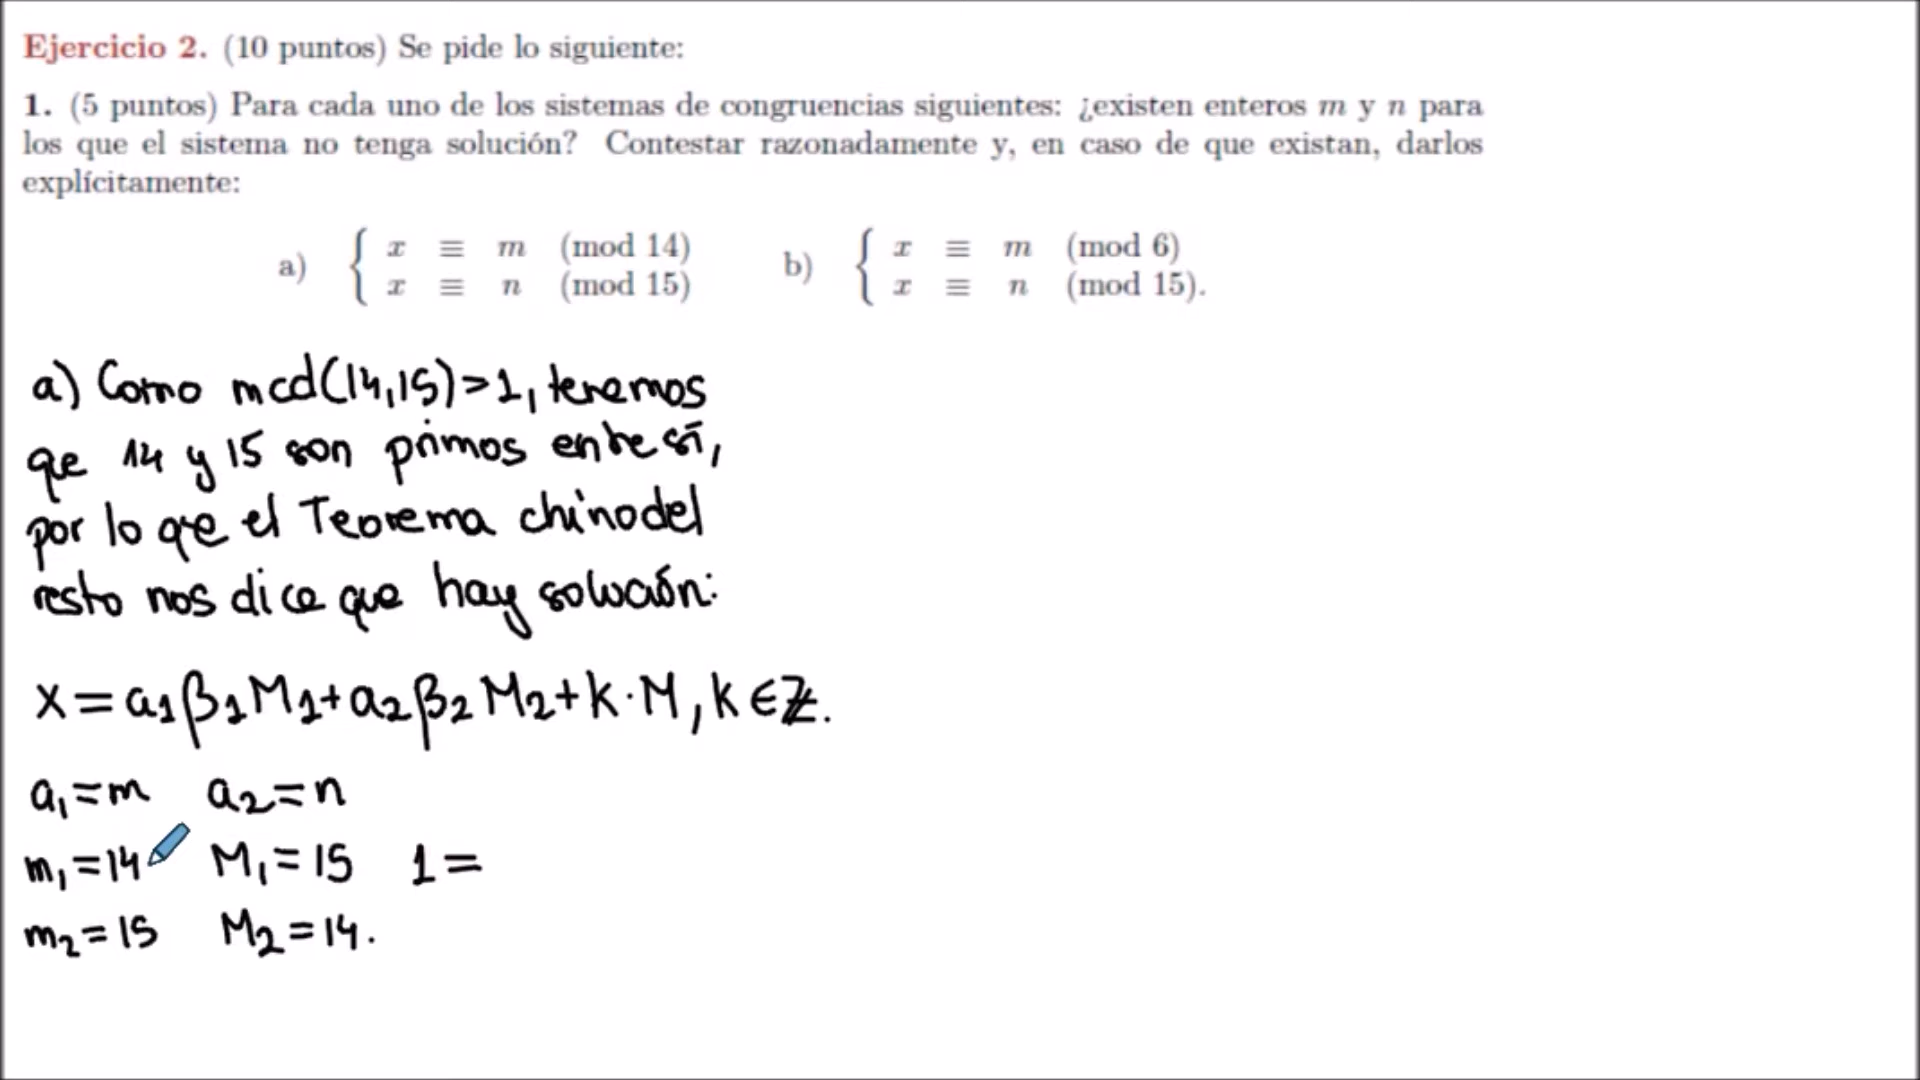 Ejercicio 2. (10 puntos) Se pide lo siguiente:
1. (5 puntos) Para cada uno de los sistemas de congruencias siguientes: ¿existen enteros m y n para
los que el sistema no tenga solución? Contestar razonadamente y, en caso de que existan, darlos
explícitamente:
a) { x ≡ m (mod 14)
x ≡ n (mod 15)
b) { x ≡ m (mod 6)
x ≡ n (mod 15).
a) Como mcd(14,15)>1, tenemos
que 14 y 15 son primos entre sí,
por lo que el Teorema chino del
resto nos dice que hay solución:
x = a₁β₁M₁+a₂β₂M₂+k·M, k∈ℤ.
a₁=m a₂=n
m₁=14 M₁=15 1=
m₂=15 M₂=14.